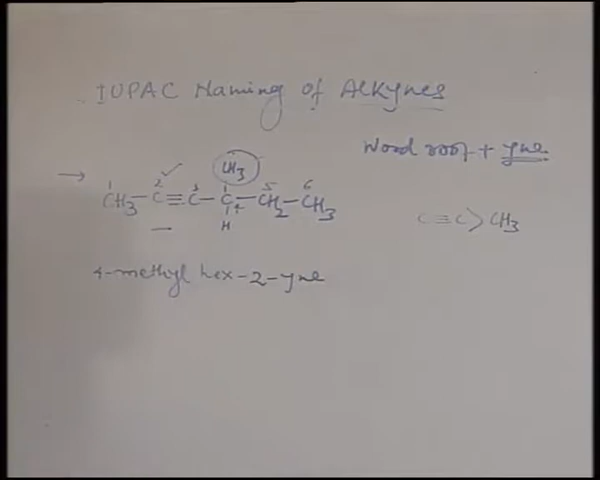 IUPAC Naming of Alkynes
Word root + yne
CH3
1 2 3 4 5 6
CH3-C≡C-C-CH2-CH3
H
C≡C > CH3
4-methyl hex-2-yne